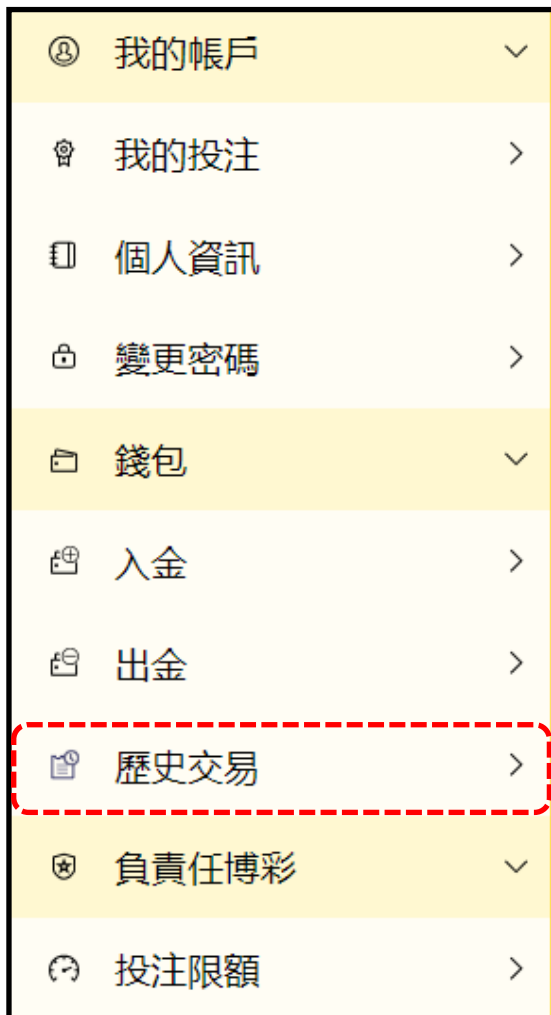 我的帳戶
我的投注
個人資訊
變更密碼
錢包
入金
出金
歷史交易
負責任博彩
投注限額